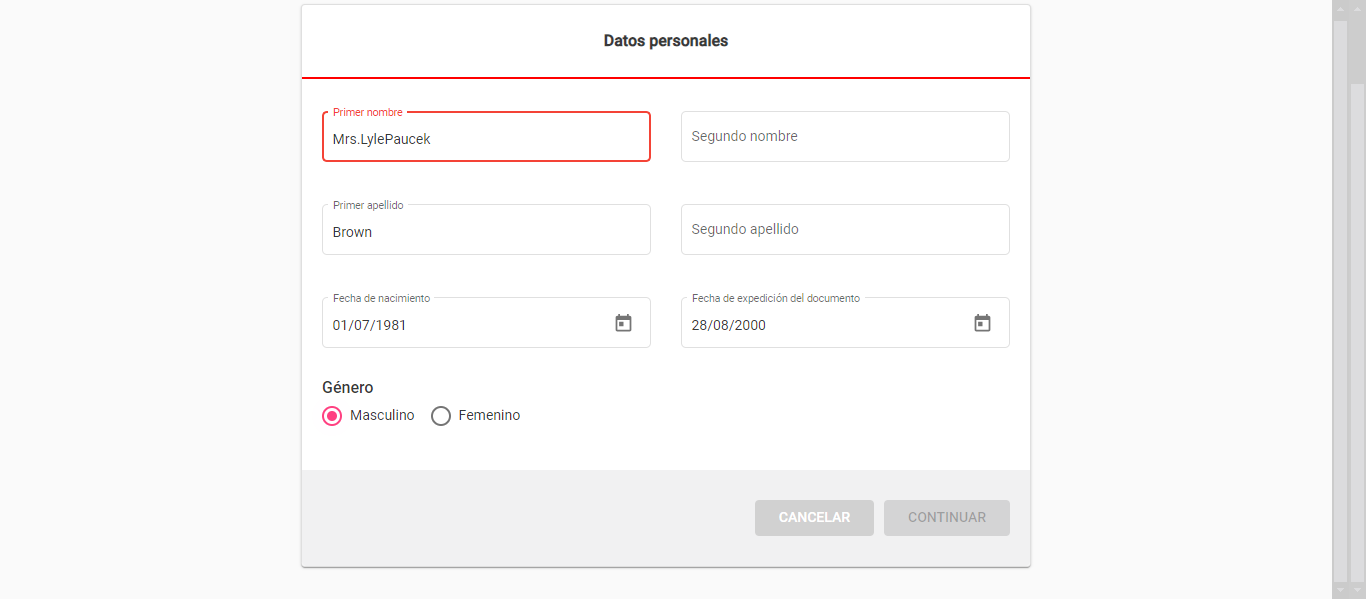 Datos personales
Primer nombre
Mrs.LylePaucek
Segundo nombre
Primer apellido
Brown
Segundo apellido
Fecha de nacimiento
01/07/1981
Fecha de expedición del documento
28/08/2000
Género
Masculino Femenino
CANCELAR CONTINUAR